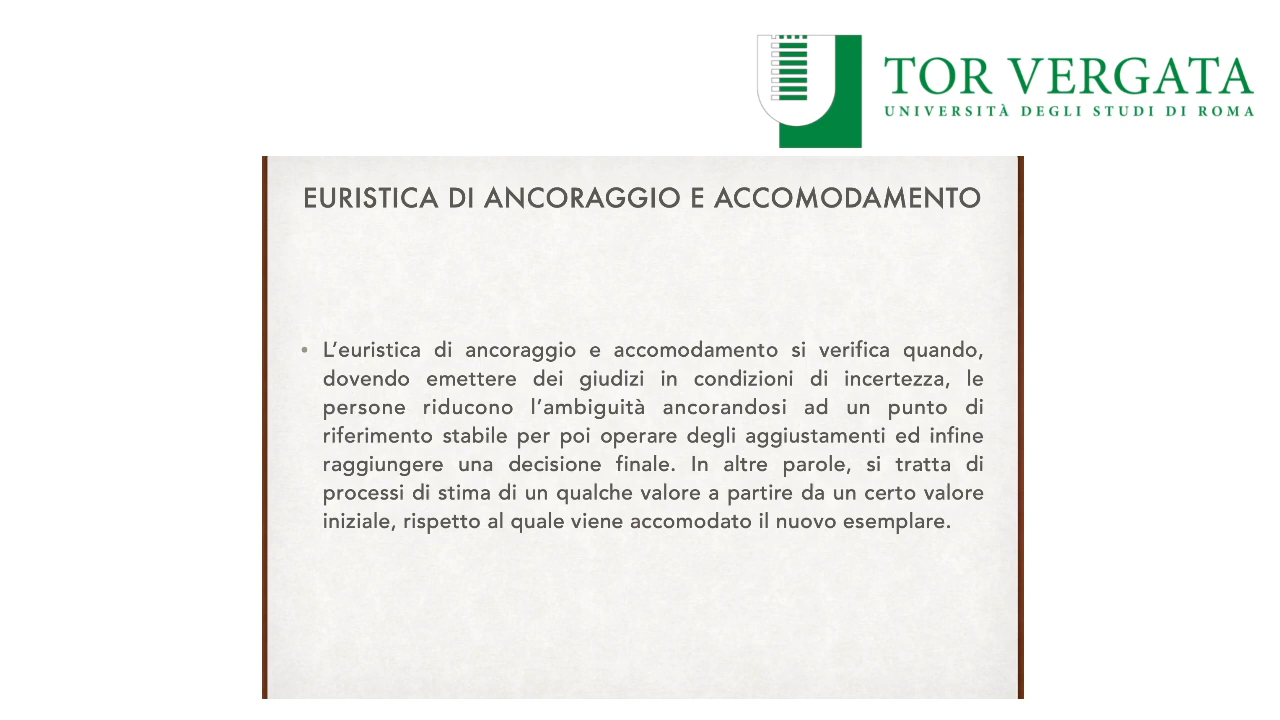 TOR VERGATA
UNIVERSITÀ DEGLI STUDI DI ROMA
EURISTICA DI ANCORAGGIO E ACCOMODAMENTO
• L’euristica di ancoraggio e accomodamento si verifica quando,
dovendo emettere dei giudizi in condizioni di incertezza, le
persone riducono l’ambiguità ancorandosi ad un punto di
riferimento stabile per poi operare degli aggiustamenti ed infine
raggiungere una decisione finale. In altre parole, si tratta di
processi di stima di un qualche valore a partire da un certo valore
iniziale, rispetto al quale viene accomodato il nuovo esemplare.